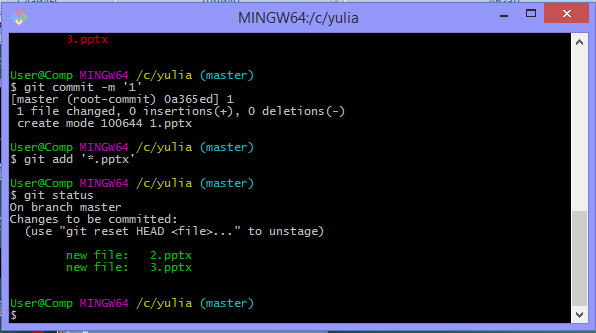 MINGW64:/c/yulia
3.pptx
User@Comp MINGW64 /c/yulia (master)
$ git commit -m '1'
[master (root-commit) 0a365ed] 1
1 file changed, 0 insertions(+), 0 deletions(-)
create mode 100644 1.pptx
User@Comp MINGW64 /c/yulia (master)
$ git add '*.pptx'
User@Comp MINGW64 /c/yulia (master)
$ git status
On branch master
Changes to be committed:
(use "git reset HEAD <file>..." to unstage)
new file:   2.pptx
new file:   3.pptx
User@Comp MINGW64 /c/yulia (master)
$